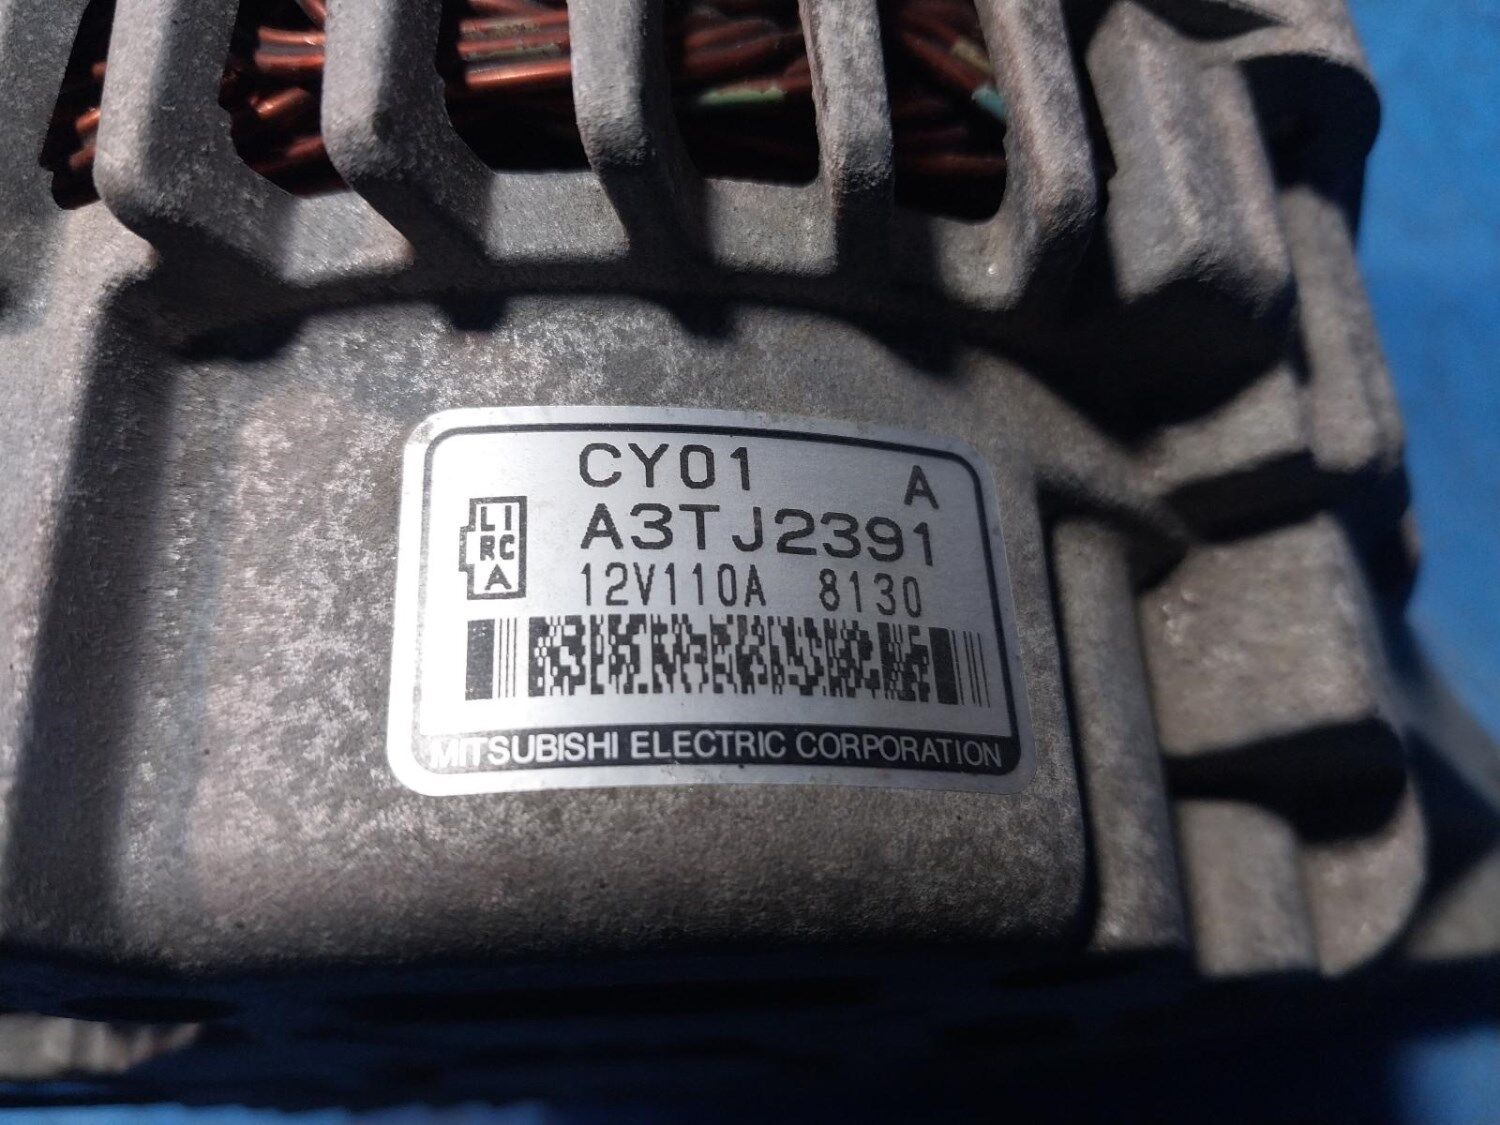 CY01 A
LI
RC
A
A3TJ2391
12V110A 8130
MITSUBISHI ELECTRIC CORPORATION